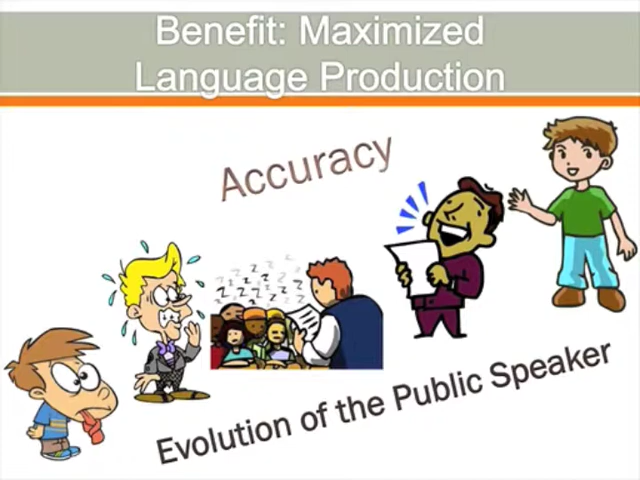 Benefit: Maximized
Language Production
Accuracy
Evolution of the Public Speaker